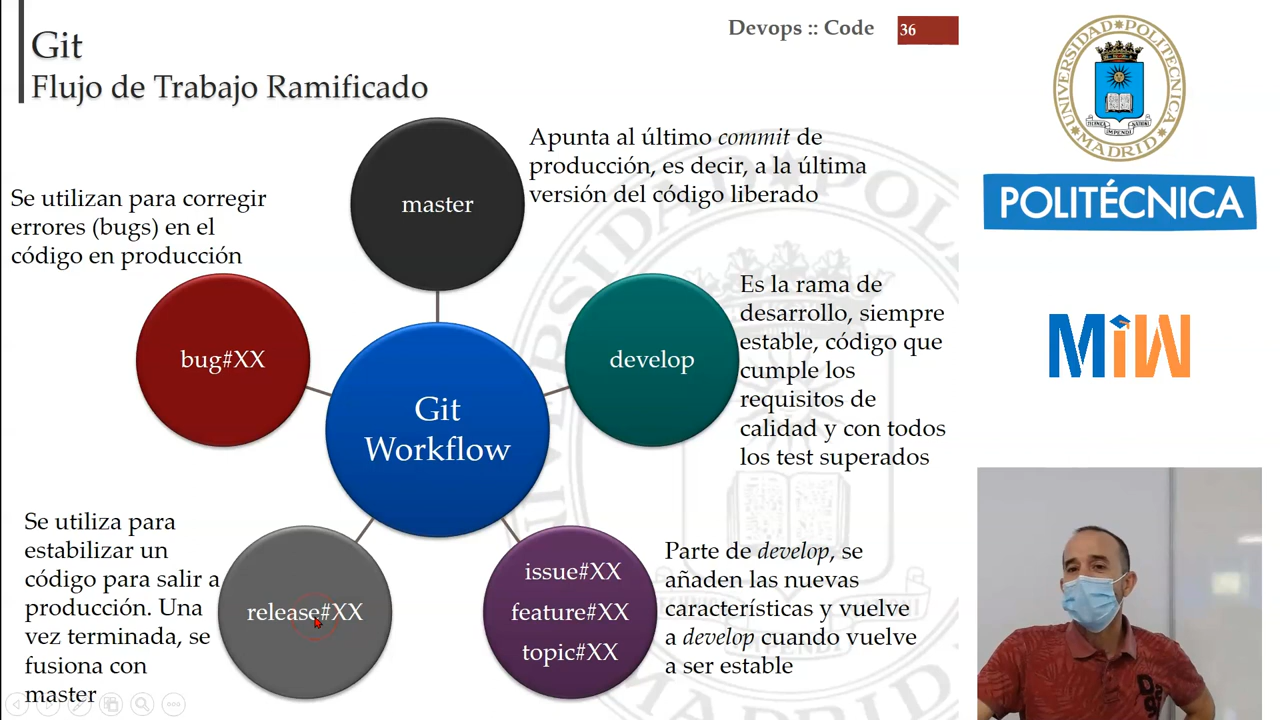 Git
Flujo de Trabajo Ramificado
Devops :: Code
36
master
Apunta al último commit de
producción, es decir, a la última
versión del código liberado
Se utilizan para corregir
errores (bugs) en el
código en producción
bug#XX
develop
Es la rama de
desarrollo, siempre
estable, código que
cumple los
requisitos de
calidad y con todos
los test superados
Git
Workflow
Se utiliza para
estabilizar un
código para salir a
producción. Una
vez terminada, se
fusiona con
master
release#XX
issue#XX
feature#XX
topic#XX
Parte de develop, se
añaden las nuevas
características y vuelve
a develop cuando vuelve
a ser estable
UNIVERSIDAD POLITÉCNICA
MADRID
POLITÉCNICA
MiW